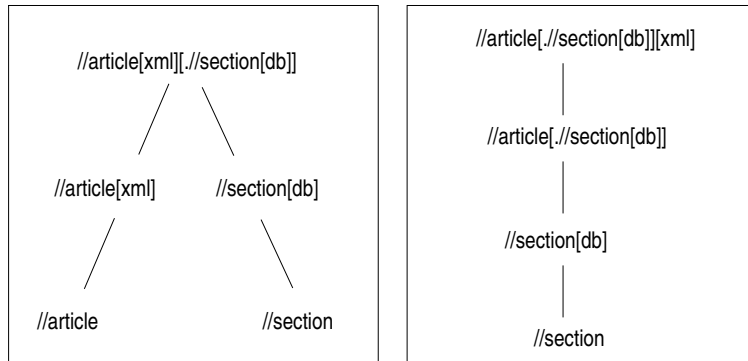 //article[xml][.//section[db]]
//article[xml]
//section[db]
//article
//section
//article[.//section[db]][xml]
//article[.//section[db]]
//section[db]
//section